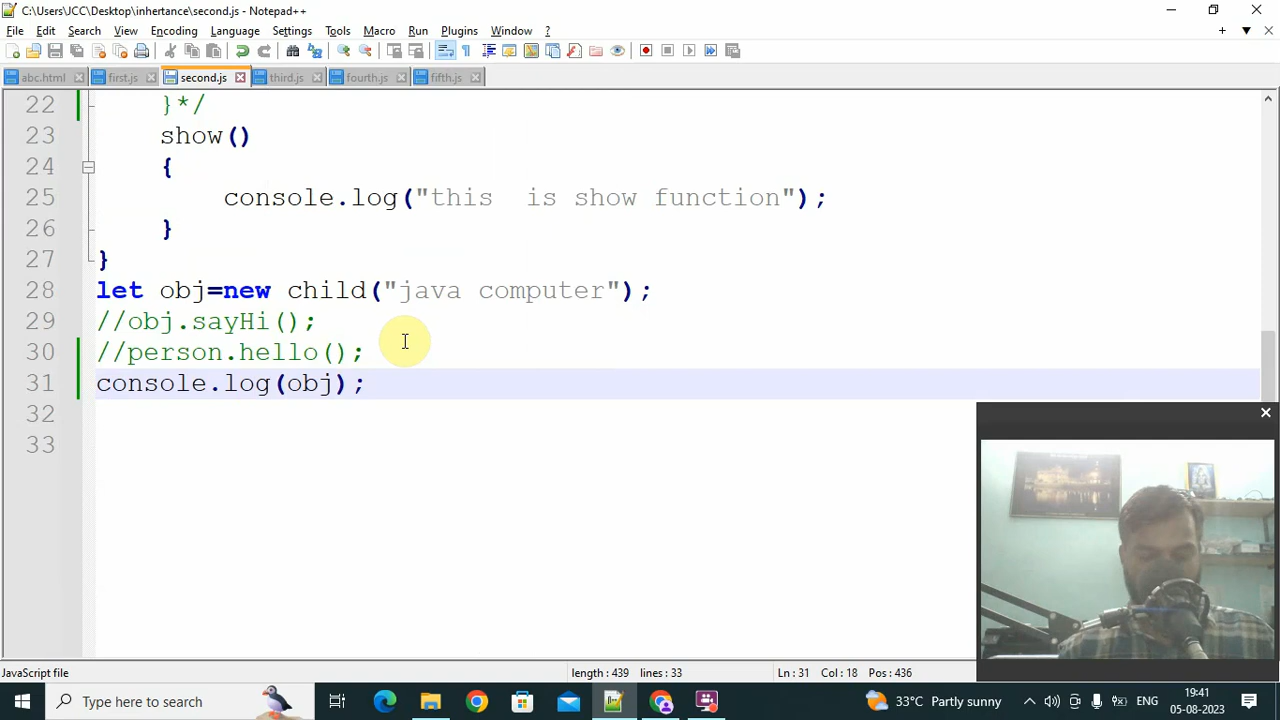 C:\Users\JCC\Desktop\inhertance\second.js - Notepad++
File Edit Search View Encoding Language Settings Tools Macro Run Plugins Window ?
abc.html first.js second.js third.js fourth.js fifth.js
22 }*/
23 show()
24 {
25 console.log("this  is show function");
26 }
27 }
28 let obj=new child("java computer");
29 //obj.sayHi();
30 //person.hello();
31 console.log(obj);
32
33
JavaScript file length : 439 lines : 33 Ln : 31 Col : 18 Pos : 436
Type here to search 33°C Partly sunny ENG 19:41
05-08-2023